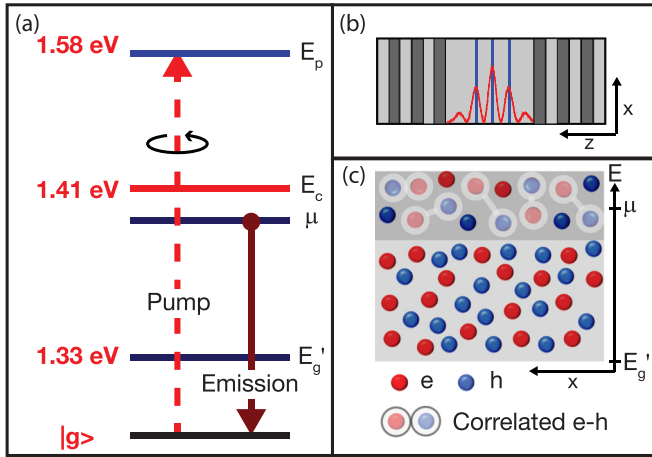 (a)
1.58 eV
E_p
1.41 eV
E_c
μ
Pump
1.33 eV
E_g'
Emission
|g>
(b)
x
z
(c)
E
μ
E_g'
x
e
h
Correlated e-h